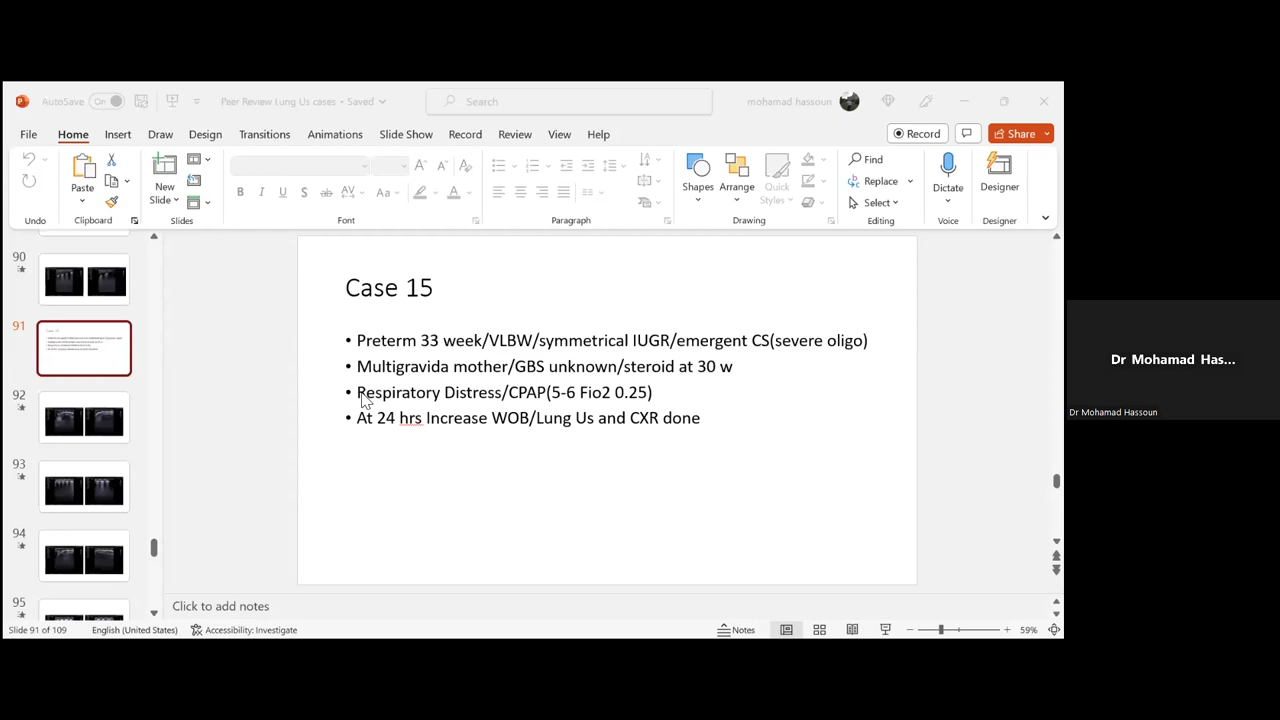 AutoSave On Peer Review Lung Us cases • Saved Search mohamad hassoun
File Home Insert Draw Design Transitions Animations Slide Show Record Review View Help Record Share
Paste New Slide Shapes Arrange Quick Styles Find Replace Select Dictate Designer
Undo Clipboard Slides Font Paragraph Drawing Editing Voice Designer
90
91
92
93
94
95
Case 15
• Preterm 33 week/VLBW/symmetrical IUGR/emergent CS(severe oligo)
• Multigravida mother/GBS unknown/steroid at 30 w
• Respiratory Distress/CPAP(5-6 Fio2 0.25)
• At 24 hrs Increase WOB/Lung Us and CXR done
Click to add notes
Slide 91 of 109 English (United States) Accessibility: Investigate Notes 59%
Dr Mohamad Has...
Dr Mohamad Hassoun